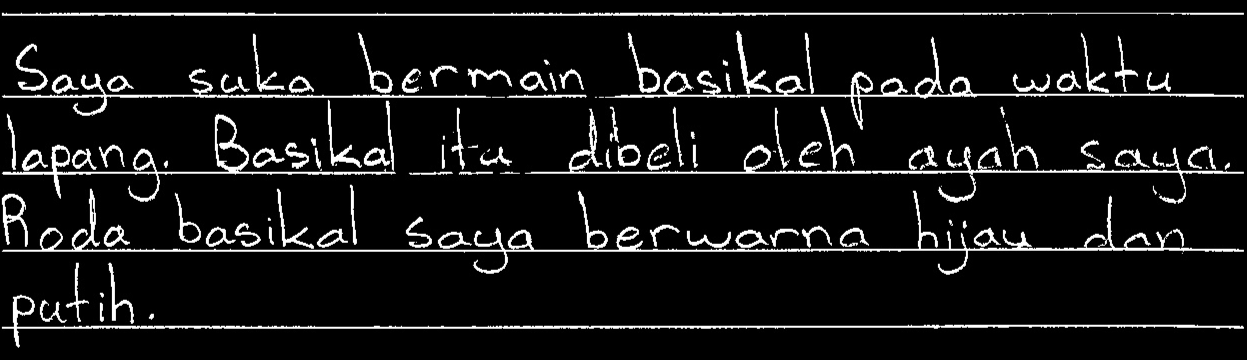 Saya suka bermain basikal pada waktu
lapang. Basikal itu dibeli oleh ayah saya.
Roda basikal saya berwarna hijau dan
putih.